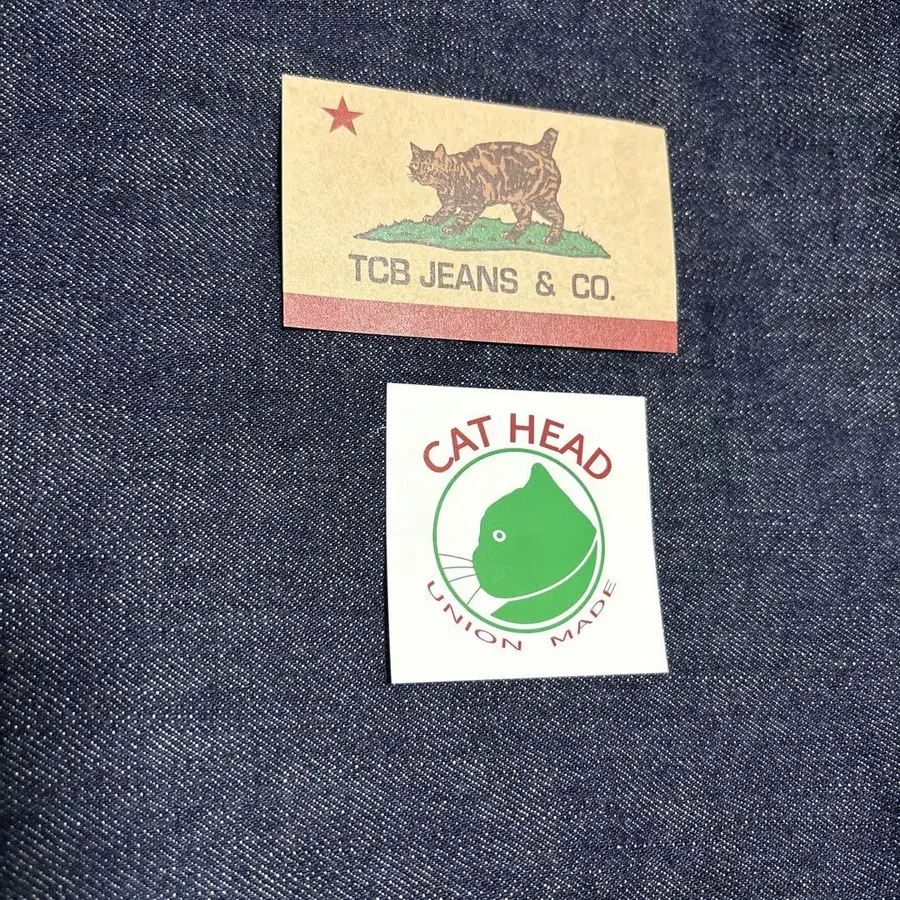 TCB JEANS & CO.
CAT HEAD
UNION MADE